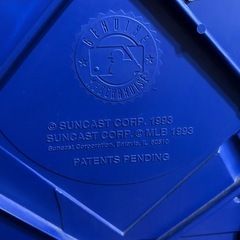 GENUINE
MERCHANDISE
© SUNCAST CORP. 1993
SUNCAST CORP. © MLB 1993
Suncast Corporation, Batavia, IL 60510
PATENTS PENDING